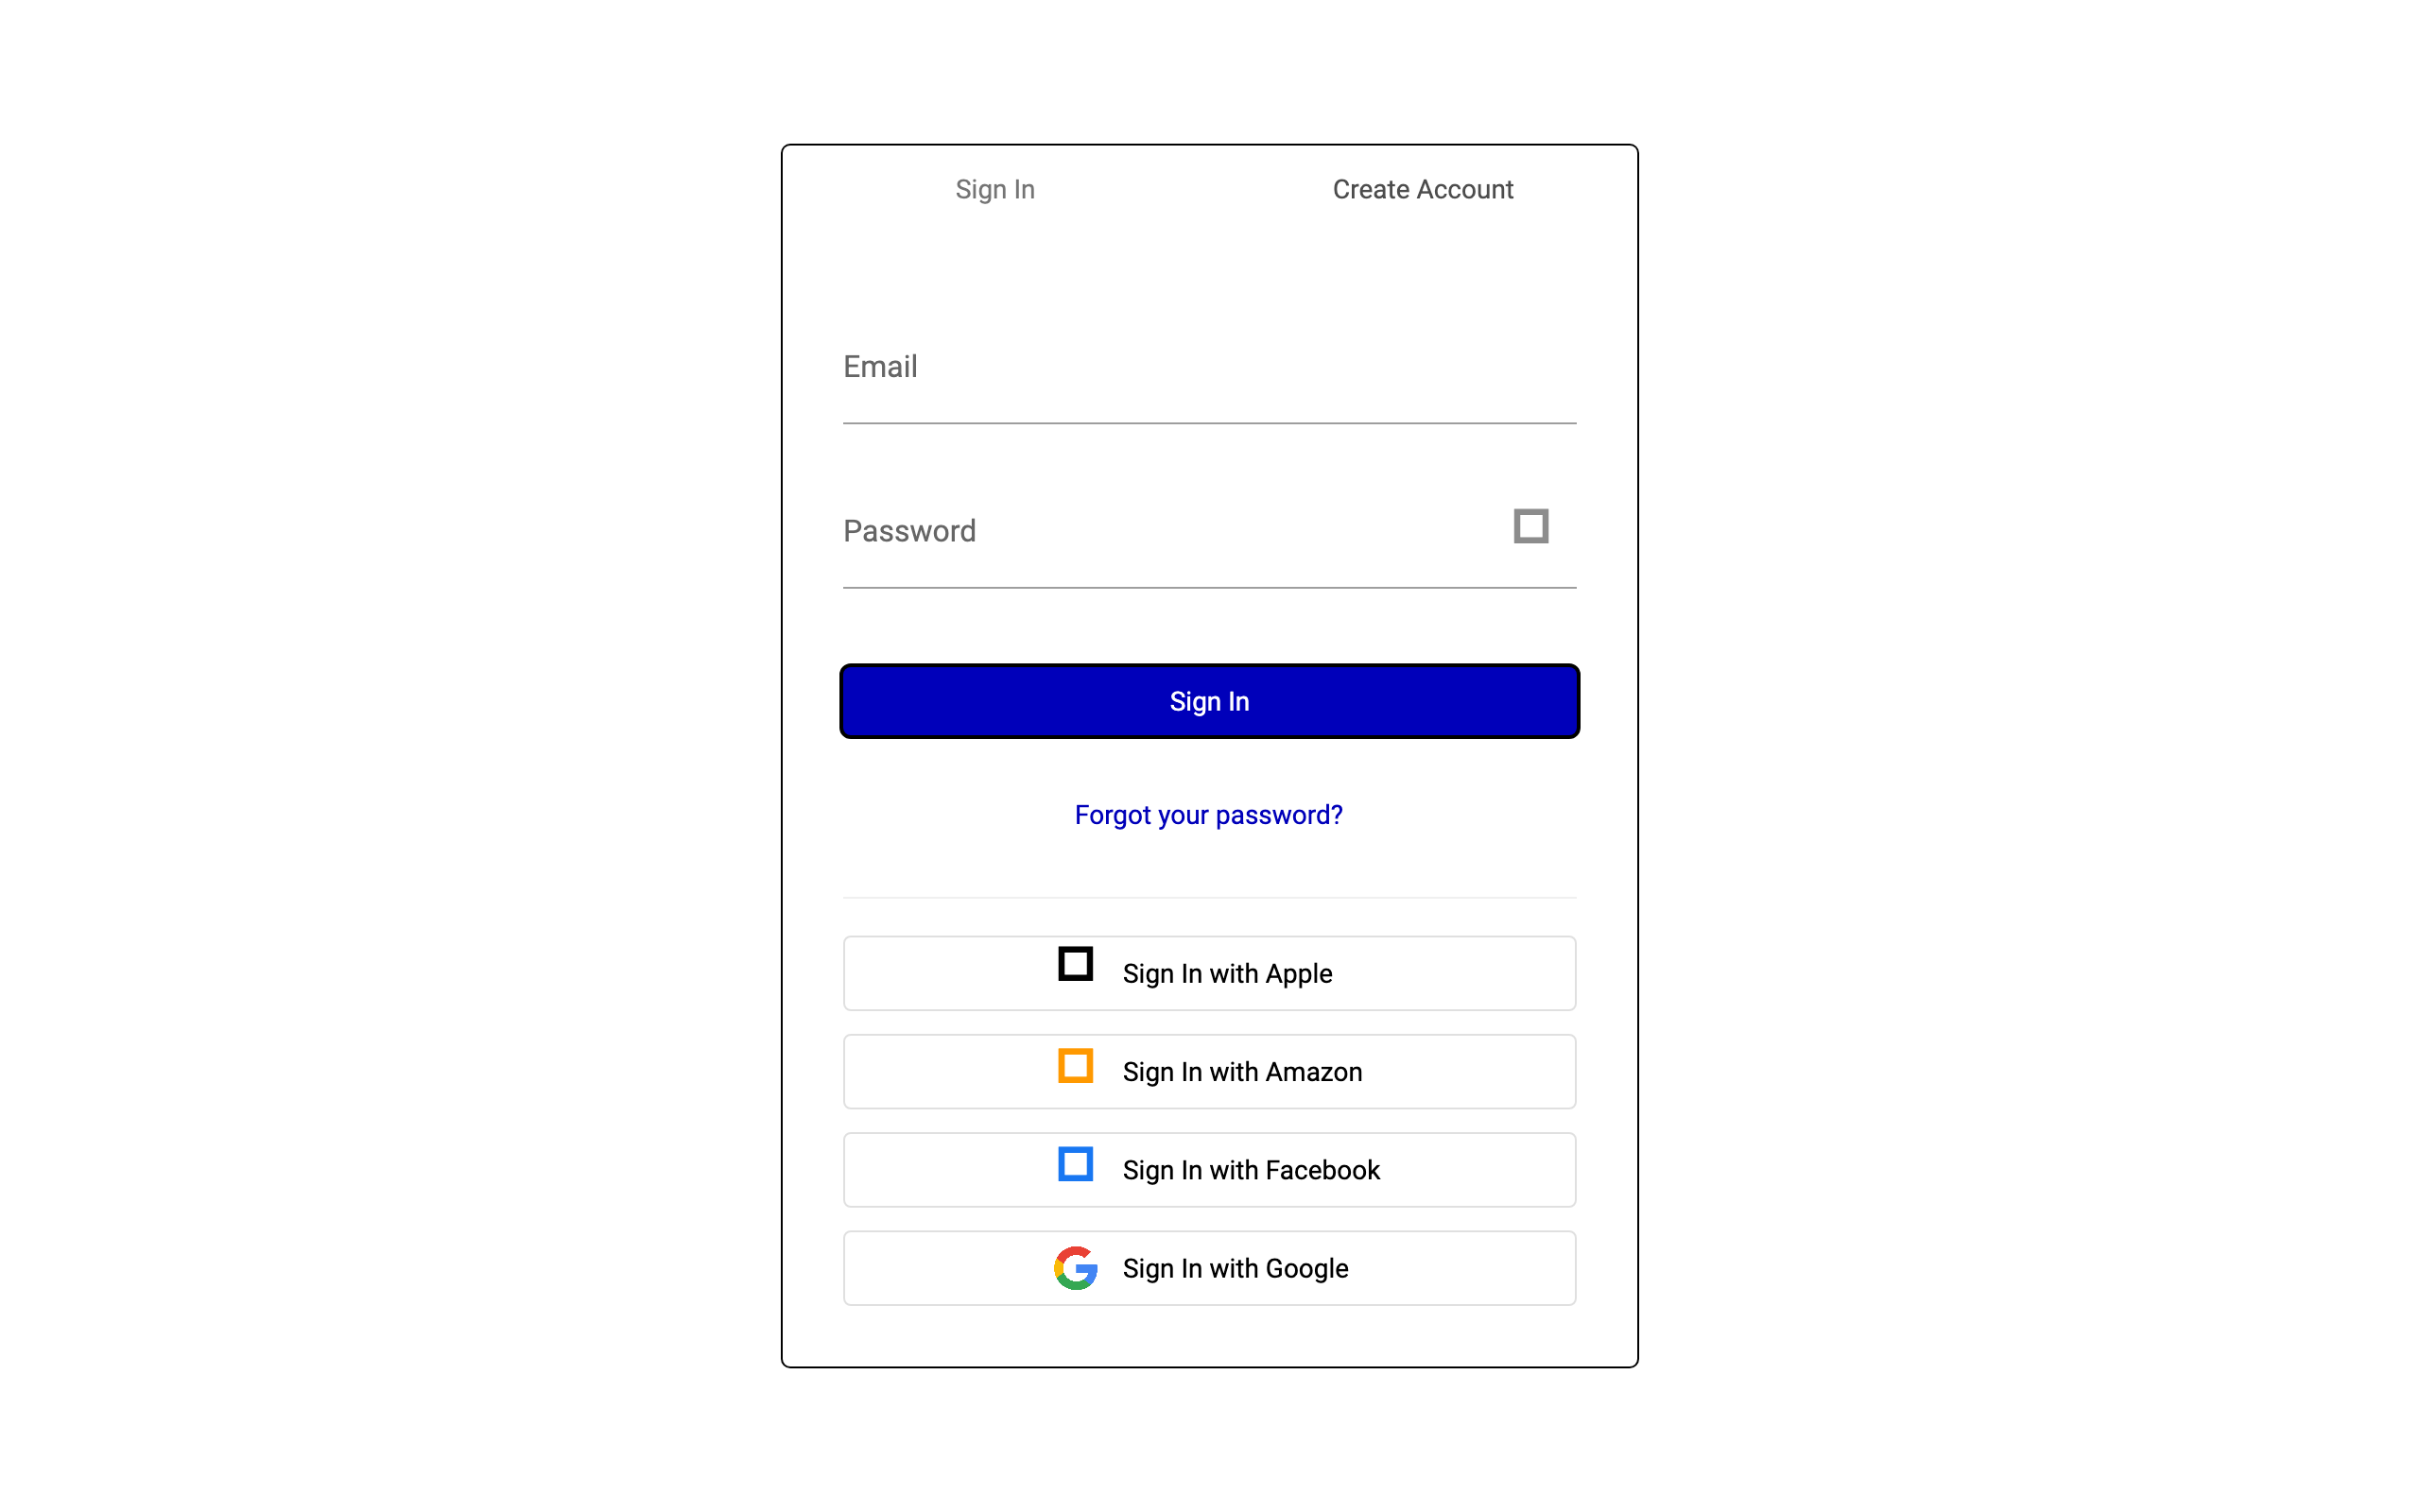 Sign In Create Account
Email
Password
Sign In
Forgot your password?
Sign In with Apple
Sign In with Amazon
Sign In with Facebook
Sign In with Google